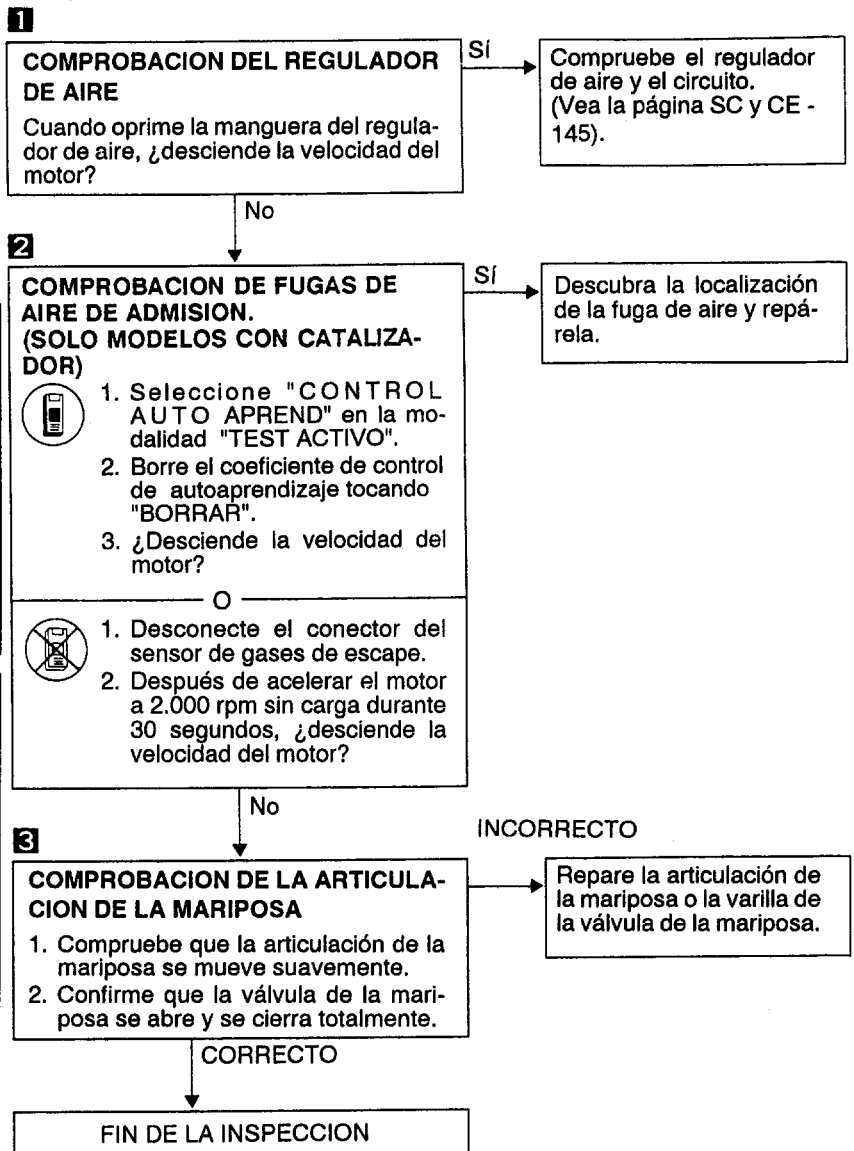 1
COMPROBACION DEL REGULADOR
DE AIRE
Cuando oprime la manguera del regula-
dor de aire, ¿desciende la velocidad del
motor?
Sí
Compruebe el regulador
de aire y el circuito.
(Vea la página SC y CE -
145).
No
2
COMPROBACION DE FUGAS DE
AIRE DE ADMISION.
(SOLO MODELOS CON CATALIZA-
DOR)
1. Seleccione "CONTROL
AUTO APREND" en la mo-
dalidad "TEST ACTIVO".
2. Borre el coeficiente de control
de autoaprendizaje tocando
"BORRAR".
3. ¿Desciende la velocidad del
motor?
O
1. Desconecte el conector del
sensor de gases de escape.
2. Después de acelerar el motor
a 2.000 rpm sin carga durante
30 segundos, ¿desciende la
velocidad del motor?
Sí
Descubra la localización
de la fuga de aire y repá-
rela.
No
3
COMPROBACION DE LA ARTICULA-
CION DE LA MARIPOSA
1. Compruebe que la articulación de la
mariposa se mueve suavemente.
2. Confirme que la válvula de la mari-
posa se abre y se cierra totalmente.
INCORRECTO
Repare la articulación de
la mariposa o la varilla de
la válvula de la mariposa.
CORRECTO
FIN DE LA INSPECCION